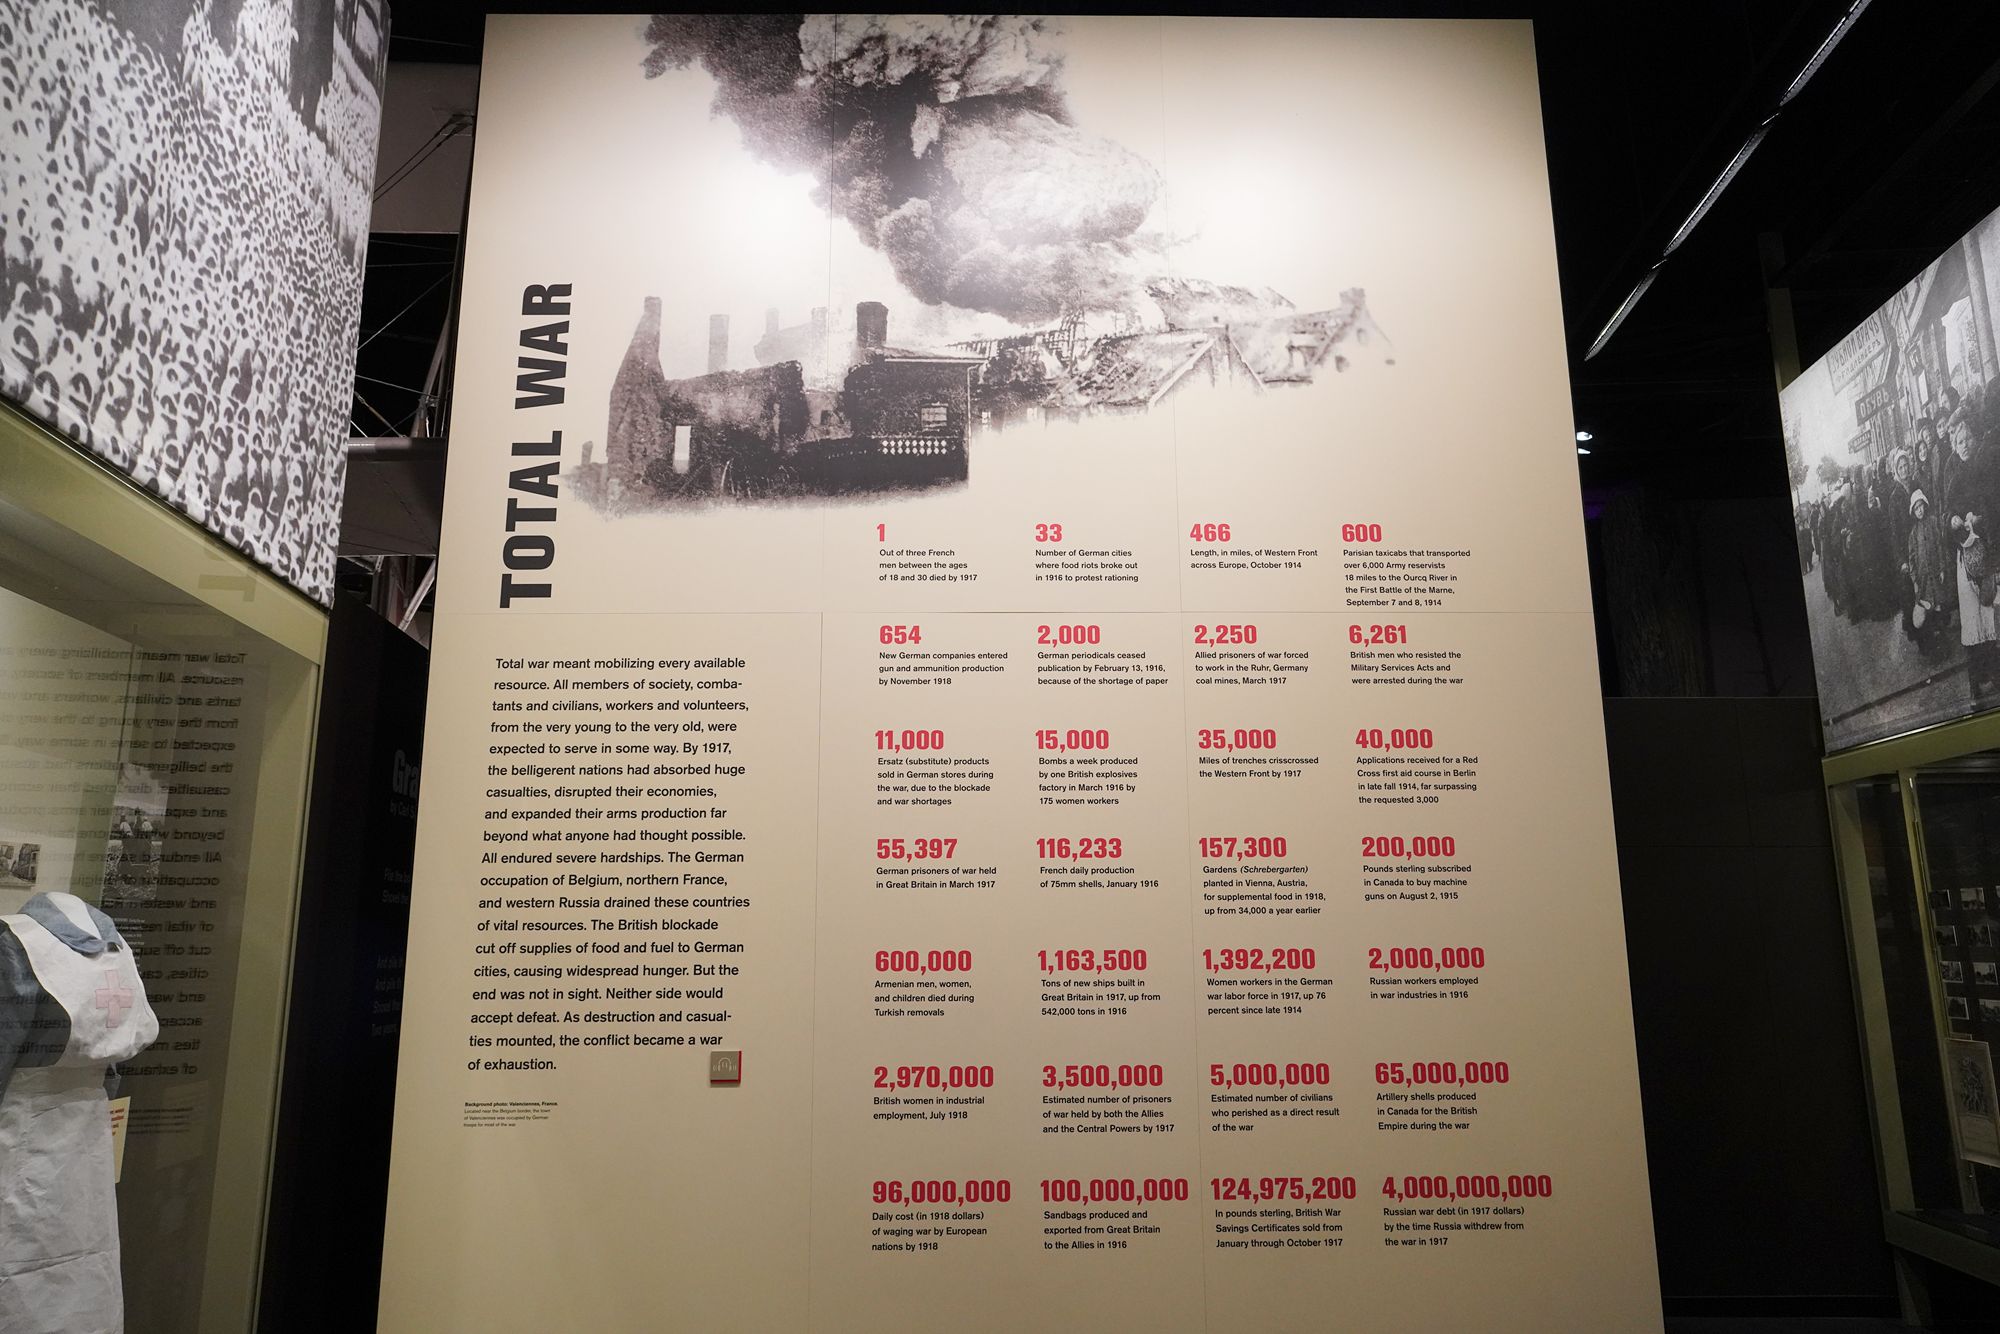 TOTAL WAR
Total war meant mobilizing every available
resource. All members of society, comba-
tants and civilians, workers and volunteers,
from the very young to the very old, were
expected to serve in some way. By 1917,
the belligerent nations had absorbed huge
casualties, disrupted their economies,
and expanded their arms production far
beyond what anyone had thought possible.
All endured severe hardships. The German
occupation of Belgium, northern France,
and western Russia drained these countries
of vital resources. The British blockade
cut off supplies of food and fuel to German
cities, causing widespread hunger. But the
end was not in sight. Neither side would
accept defeat. As destruction and casual-
ties mounted, the conflict became a war
of exhaustion.
Background photo: Valenciennes, France.
Located near the Belgium border, the town
of Valenciennes was occupied by German
troops for most of the war
1
Out of three French
men between the ages
of 18 and 30 died by 1917
33
Number of German cities
where food riots broke out
in 1916 to protest rationing
466
Length, in miles, of Western Front
across Europe, October 1914
600
Parisian taxicabs that transported
over 6,000 Army reservists
18 miles to the Ourcq River in
the First Battle of the Marne,
September 7 and 8, 1914
654
New German companies entered
gun and ammunition production
by November 1918
2,000
German periodicals ceased
publication by February 13, 1916,
because of the shortage of paper
2,250
Allied prisoners of war forced
to work in the Ruhr, Germany
coal mines, March 1917
6,261
British men who resisted the
Military Services Acts and
were arrested during the war
11,000
Ersatz (substitute) products
sold in German stores during
the war, due to the blockade
and war shortages
15,000
Bombs a week produced
by one British explosives
factory in March 1916 by
175 women workers
35,000
Miles of trenches crisscrossed
the Western Front by 1917
40,000
Applications received for a Red
Cross first aid course in Berlin
in late fall 1914, far surpassing
the requested 3,000
55,397
German prisoners of war held
in Great Britain in March 1917
116,233
French daily production
of 75mm shells, January 1916
157,300
Gardens (Schrebergarten)
planted in Vienna, Austria,
for supplemental food in 1918,
up from 34,000 a year earlier
200,000
Pounds sterling subscribed
in Canada to buy machine
guns on August 2, 1915
600,000
Armenian men, women,
and children died during
Turkish removals
1,163,500
Tons of new ships built in
Great Britain in 1917, up from
542,000 tons in 1916
1,392,200
Women workers in the German
war labor force in 1917, up 76
percent since late 1914
2,000,000
Russian workers employed
in war industries in 1916
2,970,000
British women in industrial
employment, July 1918
3,500,000
Estimated number of prisoners
of war held by both the Allies
and the Central Powers by 1917
5,000,000
Estimated number of civilians
who perished as a direct result
of the war
65,000,000
Artillery shells produced
in Canada for the British
Empire during the war
96,000,000
Daily cost (in 1918 dollars)
of waging war by European
nations by 1918
100,000,000
Sandbags produced and
exported from Great Britain
to the Allies in 1916
124,975,200
In pounds sterling, British War
Savings Certificates sold from
January through October 1917
4,000,000,000
Russian war debt (in 1917 dollars)
by the time Russia withdrew from
the war in 1917